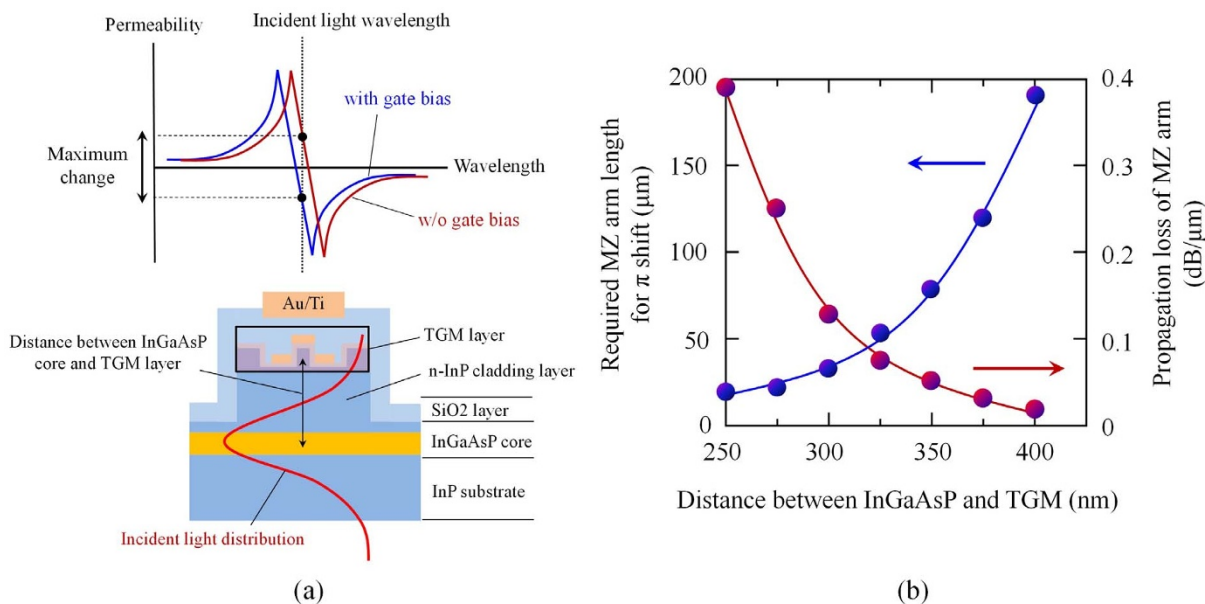 Permeability
Incident light wavelength
with gate bias
Maximum
change
Wavelength
w/o gate bias
Au/Ti
Distance between InGaAsP
core and TGM layer
TGM layer
n-InP cladding layer
SiO2 layer
InGaAsP core
InP substrate
Incident light distribution
(a)
Required MZ arm length
for π shift (μm)
200
150
100
50
0
0.4
0.3
0.2
0.1
0
Propagation loss of MZ arm
(dB/μm)
250
300
350
400
Distance between InGaAsP and TGM (nm)
(b)